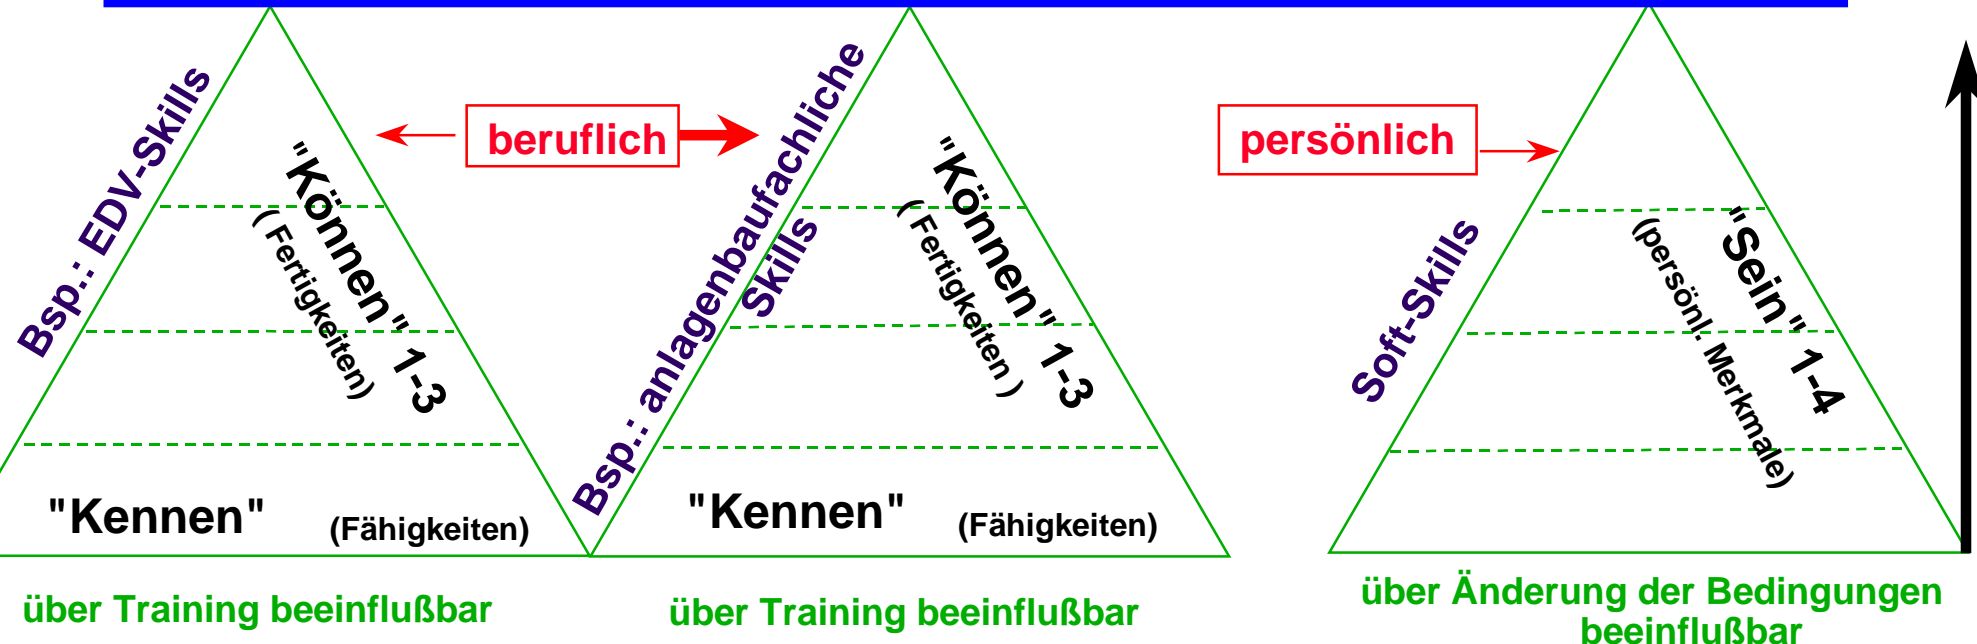 Bsp.: EDV-Skills
beruflich
"Können" 1-3
( Fertigkeiten)
"Kennen"
(Fähigkeiten)
über Training beeinflußbar
Bsp.: anlagenbaufachliche
Skills
"Können" 1-3
( Fertigkeiten )
"Kennen"
(Fähigkeiten)
über Training beeinflußbar
persönlich
Soft-Skills
"Sein" 1-4
(persönl. Merkmale)
über Änderung der Bedingungen
beeinflußbar